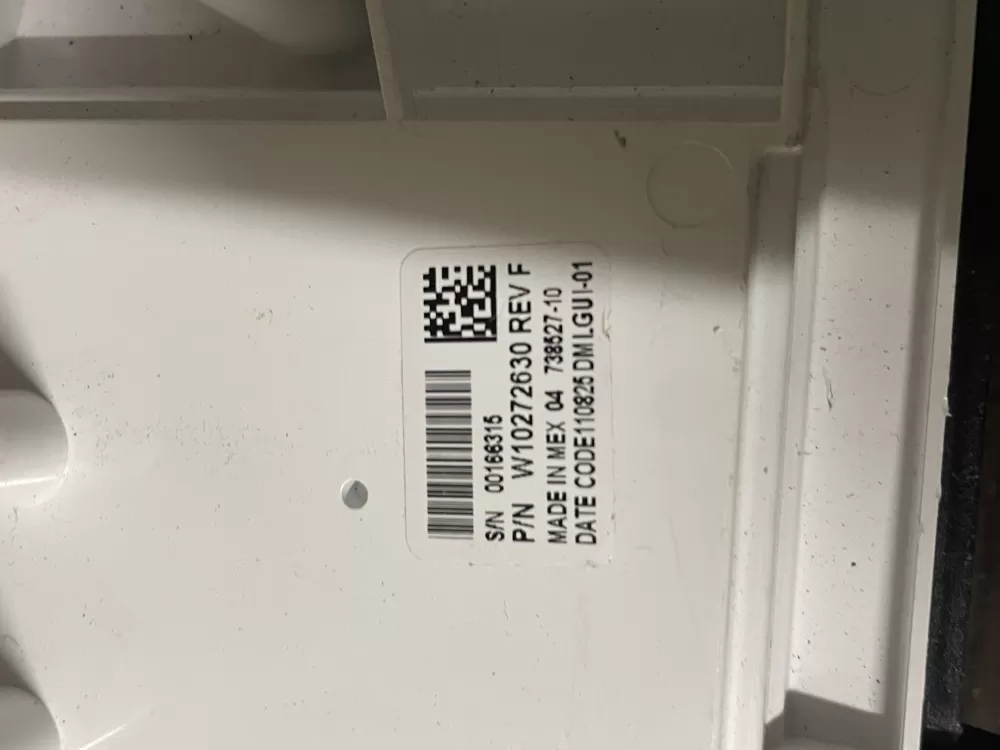 S/N 00166315
P/N W10272630 REV F
MADE IN MEX 04 738527-10
DATE CODE110825 DM LGUI-01